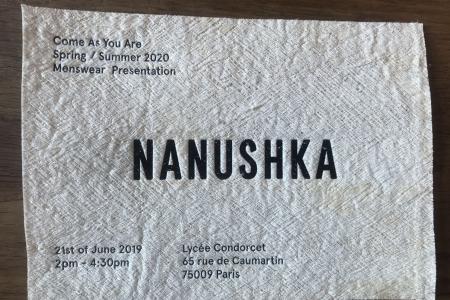 Come As You Are
Spring / Summer 2020
Menswear Presentation
NANUSHKA
21st of June 2019
2pm - 4:30pm
Lycée Condorcet
65 rue de Caumartin
75009 Paris